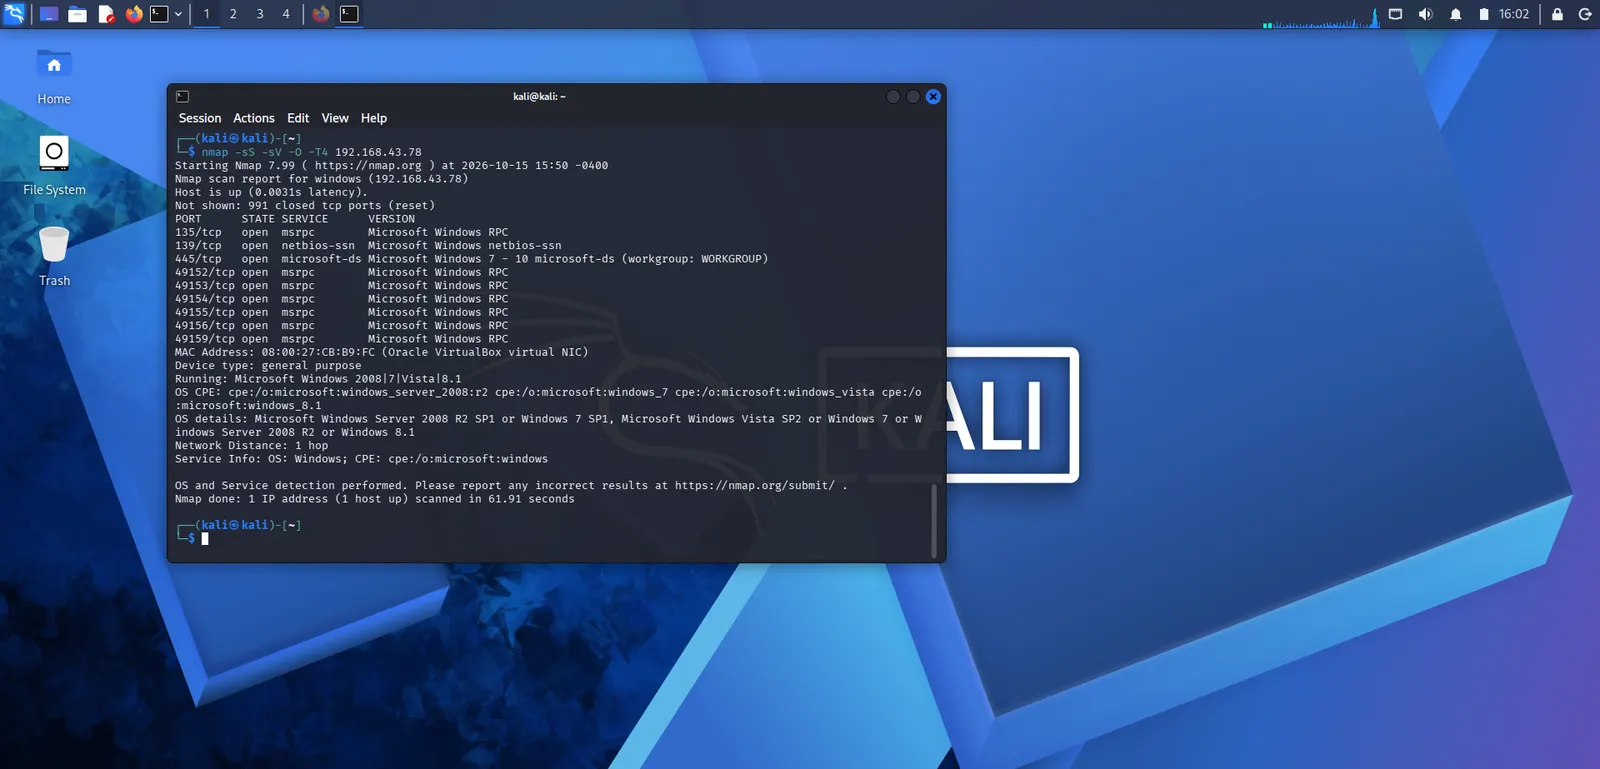 1 2 3 4
16:02
Home
File System
Trash
kali@kali: ~
Session Actions Edit View Help
┌──(kali㉿kali)-[~]
└─$ nmap -sS -sV -O -T4 192.168.43.78
Starting Nmap 7.99 ( https://nmap.org ) at 2026-10-15 15:50 -0400
Nmap scan report for windows (192.168.43.78)
Host is up (0.0031s latency).
Not shown: 991 closed tcp ports (reset)
PORT      STATE SERVICE      VERSION
135/tcp   open  msrpc        Microsoft Windows RPC
139/tcp   open  netbios-ssn  Microsoft Windows netbios-ssn
445/tcp   open  microsoft-ds Microsoft Windows 7 - 10 microsoft-ds (workgroup: WORKGROUP)
49152/tcp open  msrpc        Microsoft Windows RPC
49153/tcp open  msrpc        Microsoft Windows RPC
49154/tcp open  msrpc        Microsoft Windows RPC
49155/tcp open  msrpc        Microsoft Windows RPC
49156/tcp open  msrpc        Microsoft Windows RPC
49159/tcp open  msrpc        Microsoft Windows RPC
MAC Address: 08:00:27:CB:B9:FC (Oracle VirtualBox virtual NIC)
Device type: general purpose
Running: Microsoft Windows 2008|7|Vista|8.1
OS CPE: cpe:/o:microsoft:windows_server_2008:r2 cpe:/o:microsoft:windows_7 cpe:/o:microsoft:windows_vista cpe:/o
:microsoft:windows_8.1
OS details: Microsoft Windows Server 2008 R2 SP1 or Windows 7 SP1, Microsoft Windows Vista SP2 or Windows 7 or W
indows Server 2008 R2 or Windows 8.1
Network Distance: 1 hop
Service Info: OS: Windows; CPE: cpe:/o:microsoft:windows
OS and Service detection performed. Please report any incorrect results at https://nmap.org/submit/ .
Nmap done: 1 IP address (1 host up) scanned in 61.91 seconds
┌──(kali㉿kali)-[~]
└─$
KALI